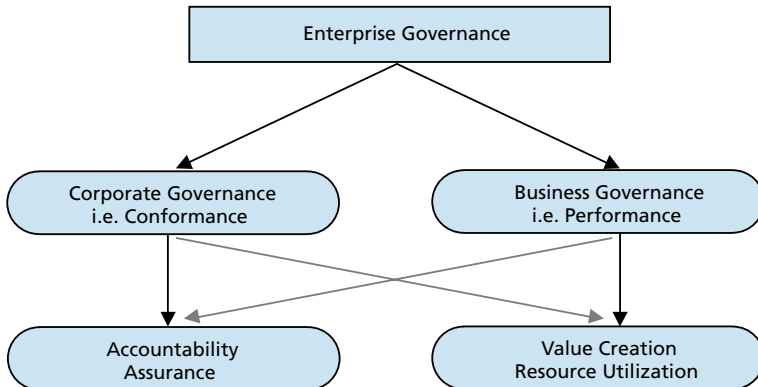 Enterprise Governance
Corporate Governance
i.e. Conformance
Business Governance
i.e. Performance
Accountability
Assurance
Value Creation
Resource Utilization